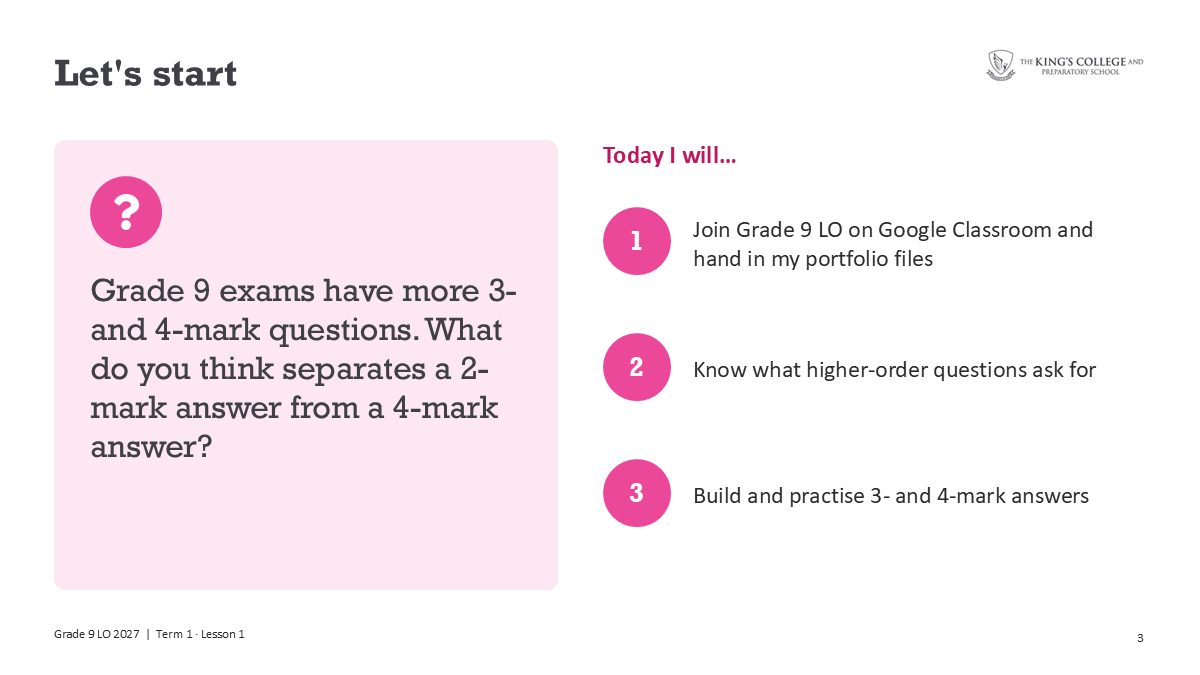 Let's start
THE KING'S COLLEGE AND
PREPARATORY SCHOOL
?
Grade 9 exams have more 3-
and 4-mark questions. What
do you think separates a 2-
mark answer from a 4-mark
answer?
Today I will...
1
Join Grade 9 LO on Google Classroom and
hand in my portfolio files
2
Know what higher-order questions ask for
3
Build and practise 3- and 4-mark answers
Grade 9 LO 2027 | Term 1 · Lesson 1
3